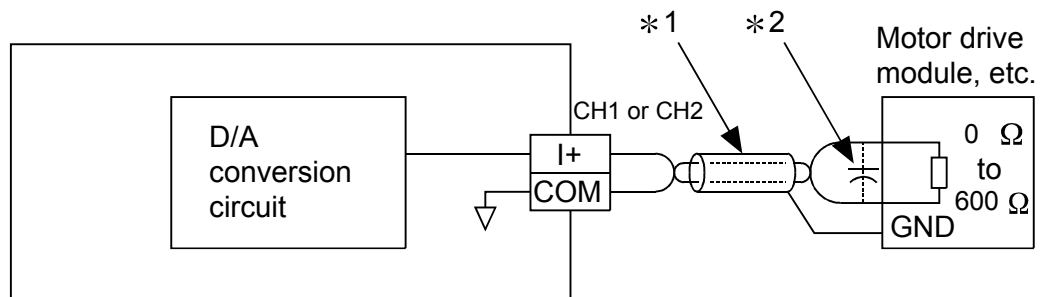 *1
*2
Motor drive
module, etc.
CH1 or CH2
D/A
conversion
circuit
I+
COM
0 Ω
to
600 Ω
GND